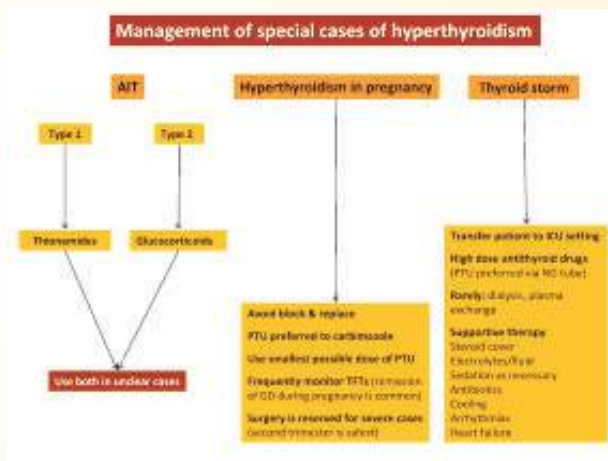 Management of special cases of hyperthyroidism
AIT
Type 1
Type 2
Thionamides
Glucocorticoids
Use both in unclear cases
Hyperthyroidism in pregnancy
Avoid block & replace
PTU preferred to carbimazole
Use smallest possible dose of PTU
Frequently monitor TFTs (remission
of GD during pregnancy is common)
Surgery is reserved for severe cases
(second trimester is safest)
Thyroid storm
Transfer patient to ICU setting
High dose antithyroid drugs
(PTU preferred via NG tube)
Rarely: dialysis, plasma
exchange
Supportive therapy
Steroid cover
Electrolytes/fluid
Sedation as necessary
Antibiotics
Cooling
Arrhythmias
Heart failure